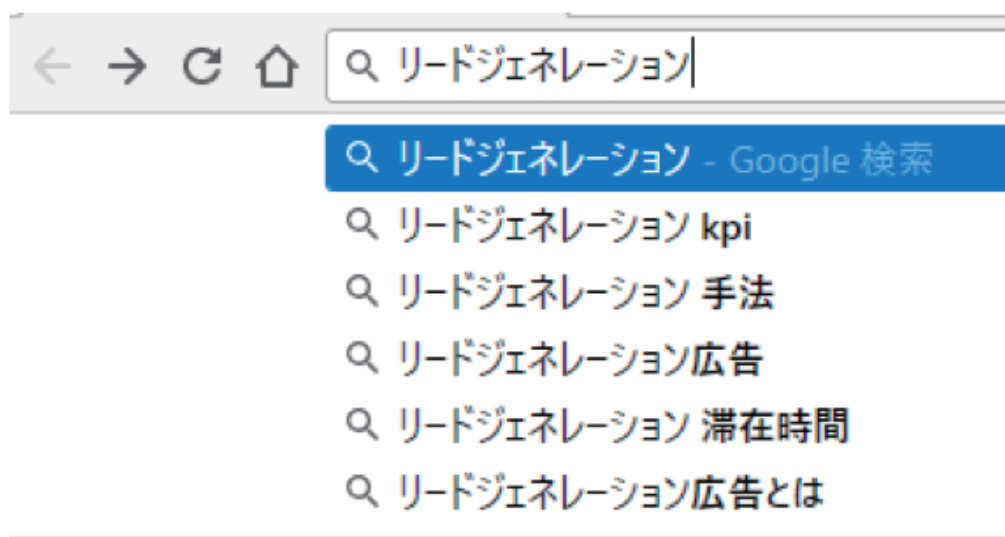 リードジェネレーション
リードジェネレーション - Google 検索
リードジェネレーション kpi
リードジェネレーション 手法
リードジェネレーション広告
リードジェネレーション 滞在時間
リードジェネレーション広告とは